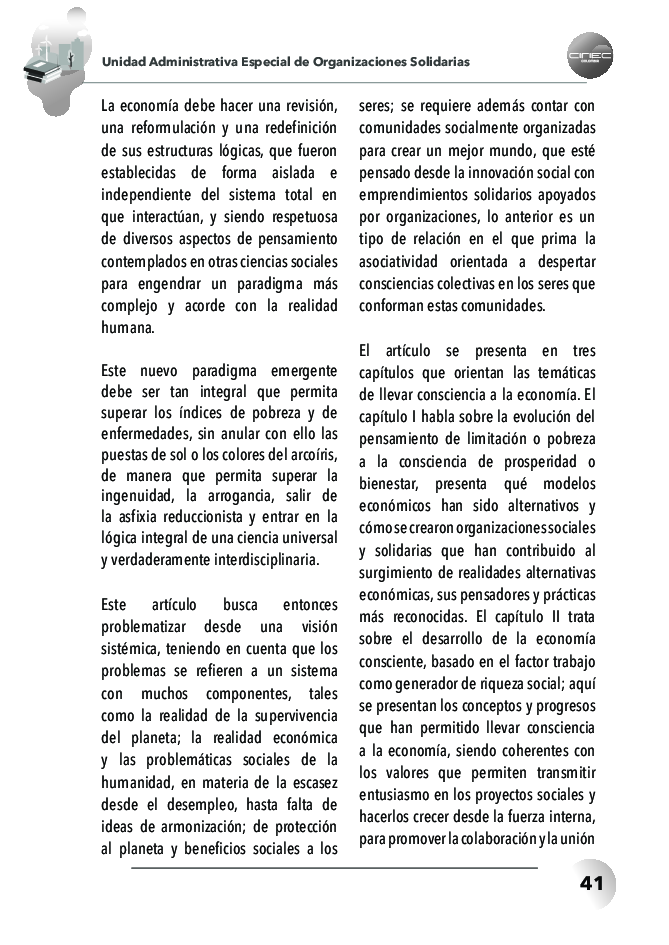 Unidad Administrativa Especial de Organizaciones Solidarias
CIRIEC
COLOMBIA
La economía debe hacer una revisión,
una reformulación y una redefinición
de sus estructuras lógicas, que fueron
establecidas de forma aislada e
independiente del sistema total en
que interactúan, y siendo respetuosa
de diversos aspectos de pensamiento
contemplados en otras ciencias sociales
para engendrar un paradigma más
complejo y acorde con la realidad
humana.
Este nuevo paradigma emergente
debe ser tan integral que permita
superar los índices de pobreza y de
enfermedades, sin anular con ello las
puestas de sol o los colores del arcoíris,
de manera que permita superar la
ingenuidad, la arrogancia, salir de
la asfixia reduccionista y entrar en la
lógica integral de una ciencia universal
y verdaderamente interdisciplinaria.
Este artículo busca entonces
problematizar desde una visión
sistémica, teniendo en cuenta que los
problemas se refieren a un sistema
con muchos componentes, tales
como la realidad de la supervivencia
del planeta; la realidad económica
y las problemáticas sociales de la
humanidad, en materia de la escasez
desde el desempleo, hasta falta de
ideas de armonización; de protección
al planeta y beneficios sociales a los
seres; se requiere además contar con
comunidades socialmente organizadas
para crear un mejor mundo, que esté
pensado desde la innovación social con
emprendimientos solidarios apoyados
por organizaciones, lo anterior es un
tipo de relación en el que prima la
asociatividad orientada a despertar
consciencias colectivas en los seres que
conforman estas comunidades.
El artículo se presenta en tres
capítulos que orientan las temáticas
de llevar consciencia a la economía. El
capítulo I habla sobre la evolución del
pensamiento de limitación o pobreza
a la consciencia de prosperidad o
bienestar, presenta qué modelos
económicos han sido alternativos y
cómo se crearon organizaciones sociales
y solidarias que han contribuido al
surgimiento de realidades alternativas
económicas, sus pensadores y prácticas
más reconocidas. El capítulo II trata
sobre el desarrollo de la economía
consciente, basado en el factor trabajo
como generador de riqueza social; aquí
se presentan los conceptos y progresos
que han permitido llevar consciencia
a la economía, siendo coherentes con
los valores que permiten transmitir
entusiasmo en los proyectos sociales y
hacerlos crecer desde la fuerza interna,
para promover la colaboración y la unión
41